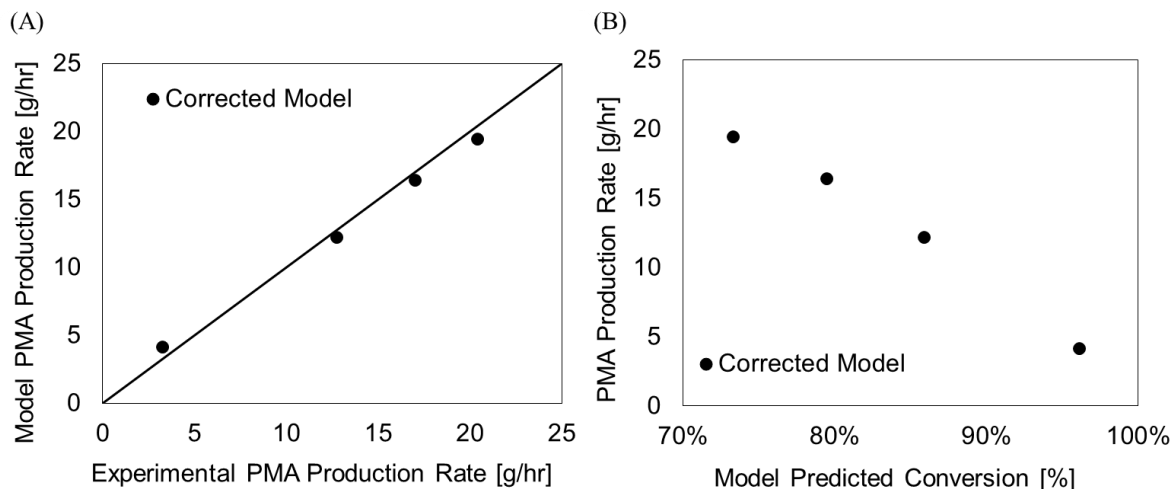 (A)
Model PMA Production Rate [g/hr]
25
20
15
10
5
0
Corrected Model
0 5 10 15 20 25
Experimental PMA Production Rate [g/hr]
(B)
PMA Production Rate [g/hr]
25
20
15
10
5
0
Corrected Model
70% 80% 90% 100%
Model Predicted Conversion [%]